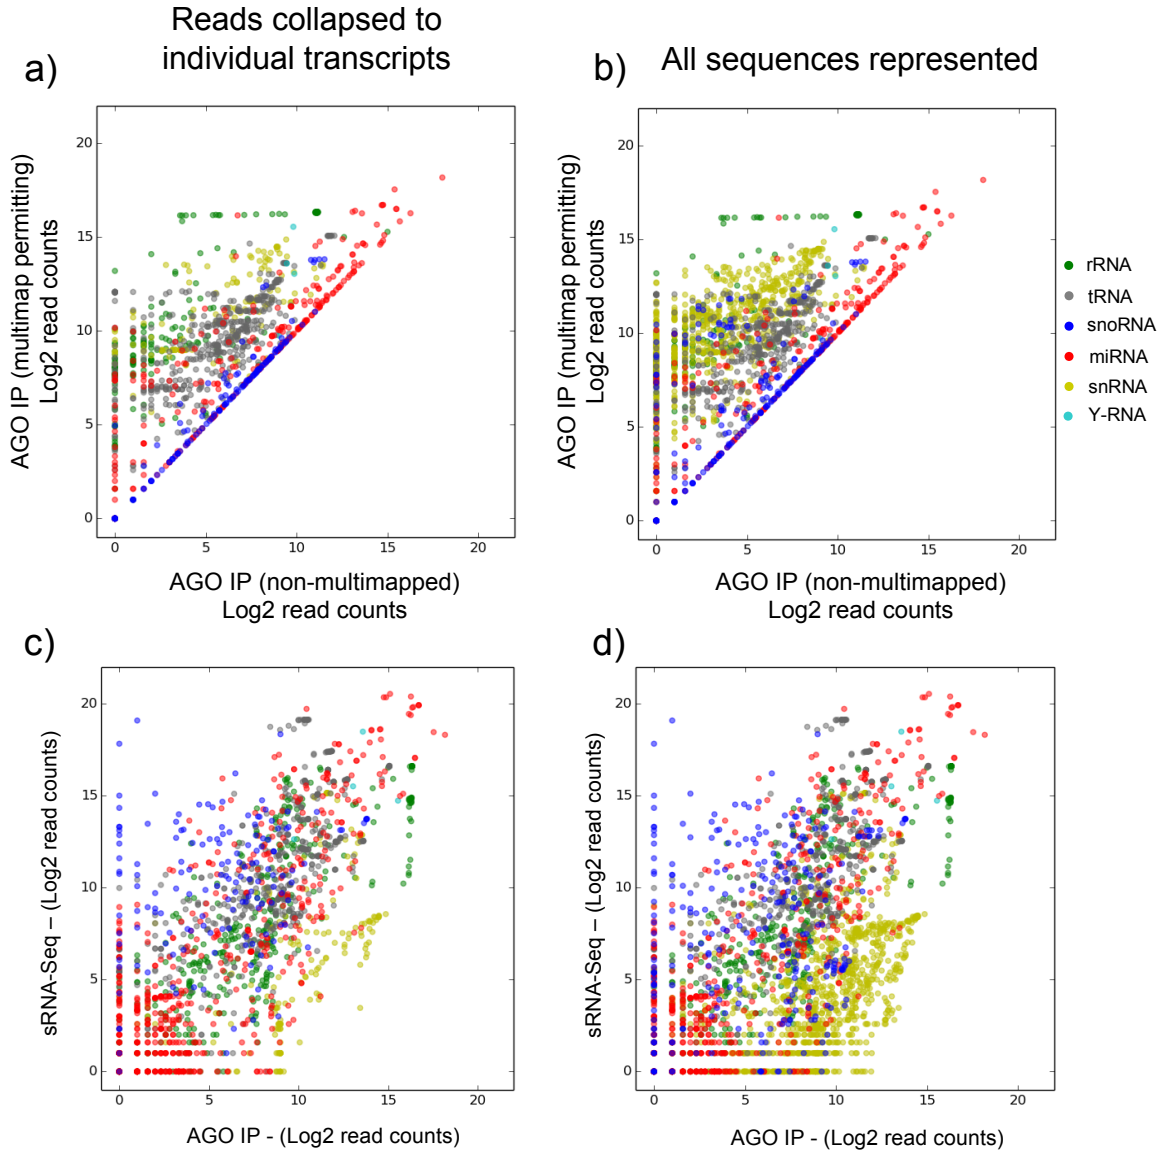 Reads collapsed to
individual transcripts
a)
b)
All sequences represented
AGO IP (multimap permitting)
Log2 read counts
20
15
10
5
0
0
5
10
15
20
AGO IP (non-multimapped)
Log2 read counts
AGO IP (multimap permitting)
Log2 read counts
20
15
10
5
0
0
5
10
15
20
AGO IP (non-multimapped)
Log2 read counts
rRNA
tRNA
snoRNA
miRNA
snRNA
Y-RNA
c)
d)
sRNA-Seq – (Log2 read counts)
20
15
10
5
0
0
5
10
15
20
AGO IP - (Log2 read counts)
sRNA-Seq – (Log2 read counts)
20
15
10
5
0
0
5
10
15
20
AGO IP - (Log2 read counts)